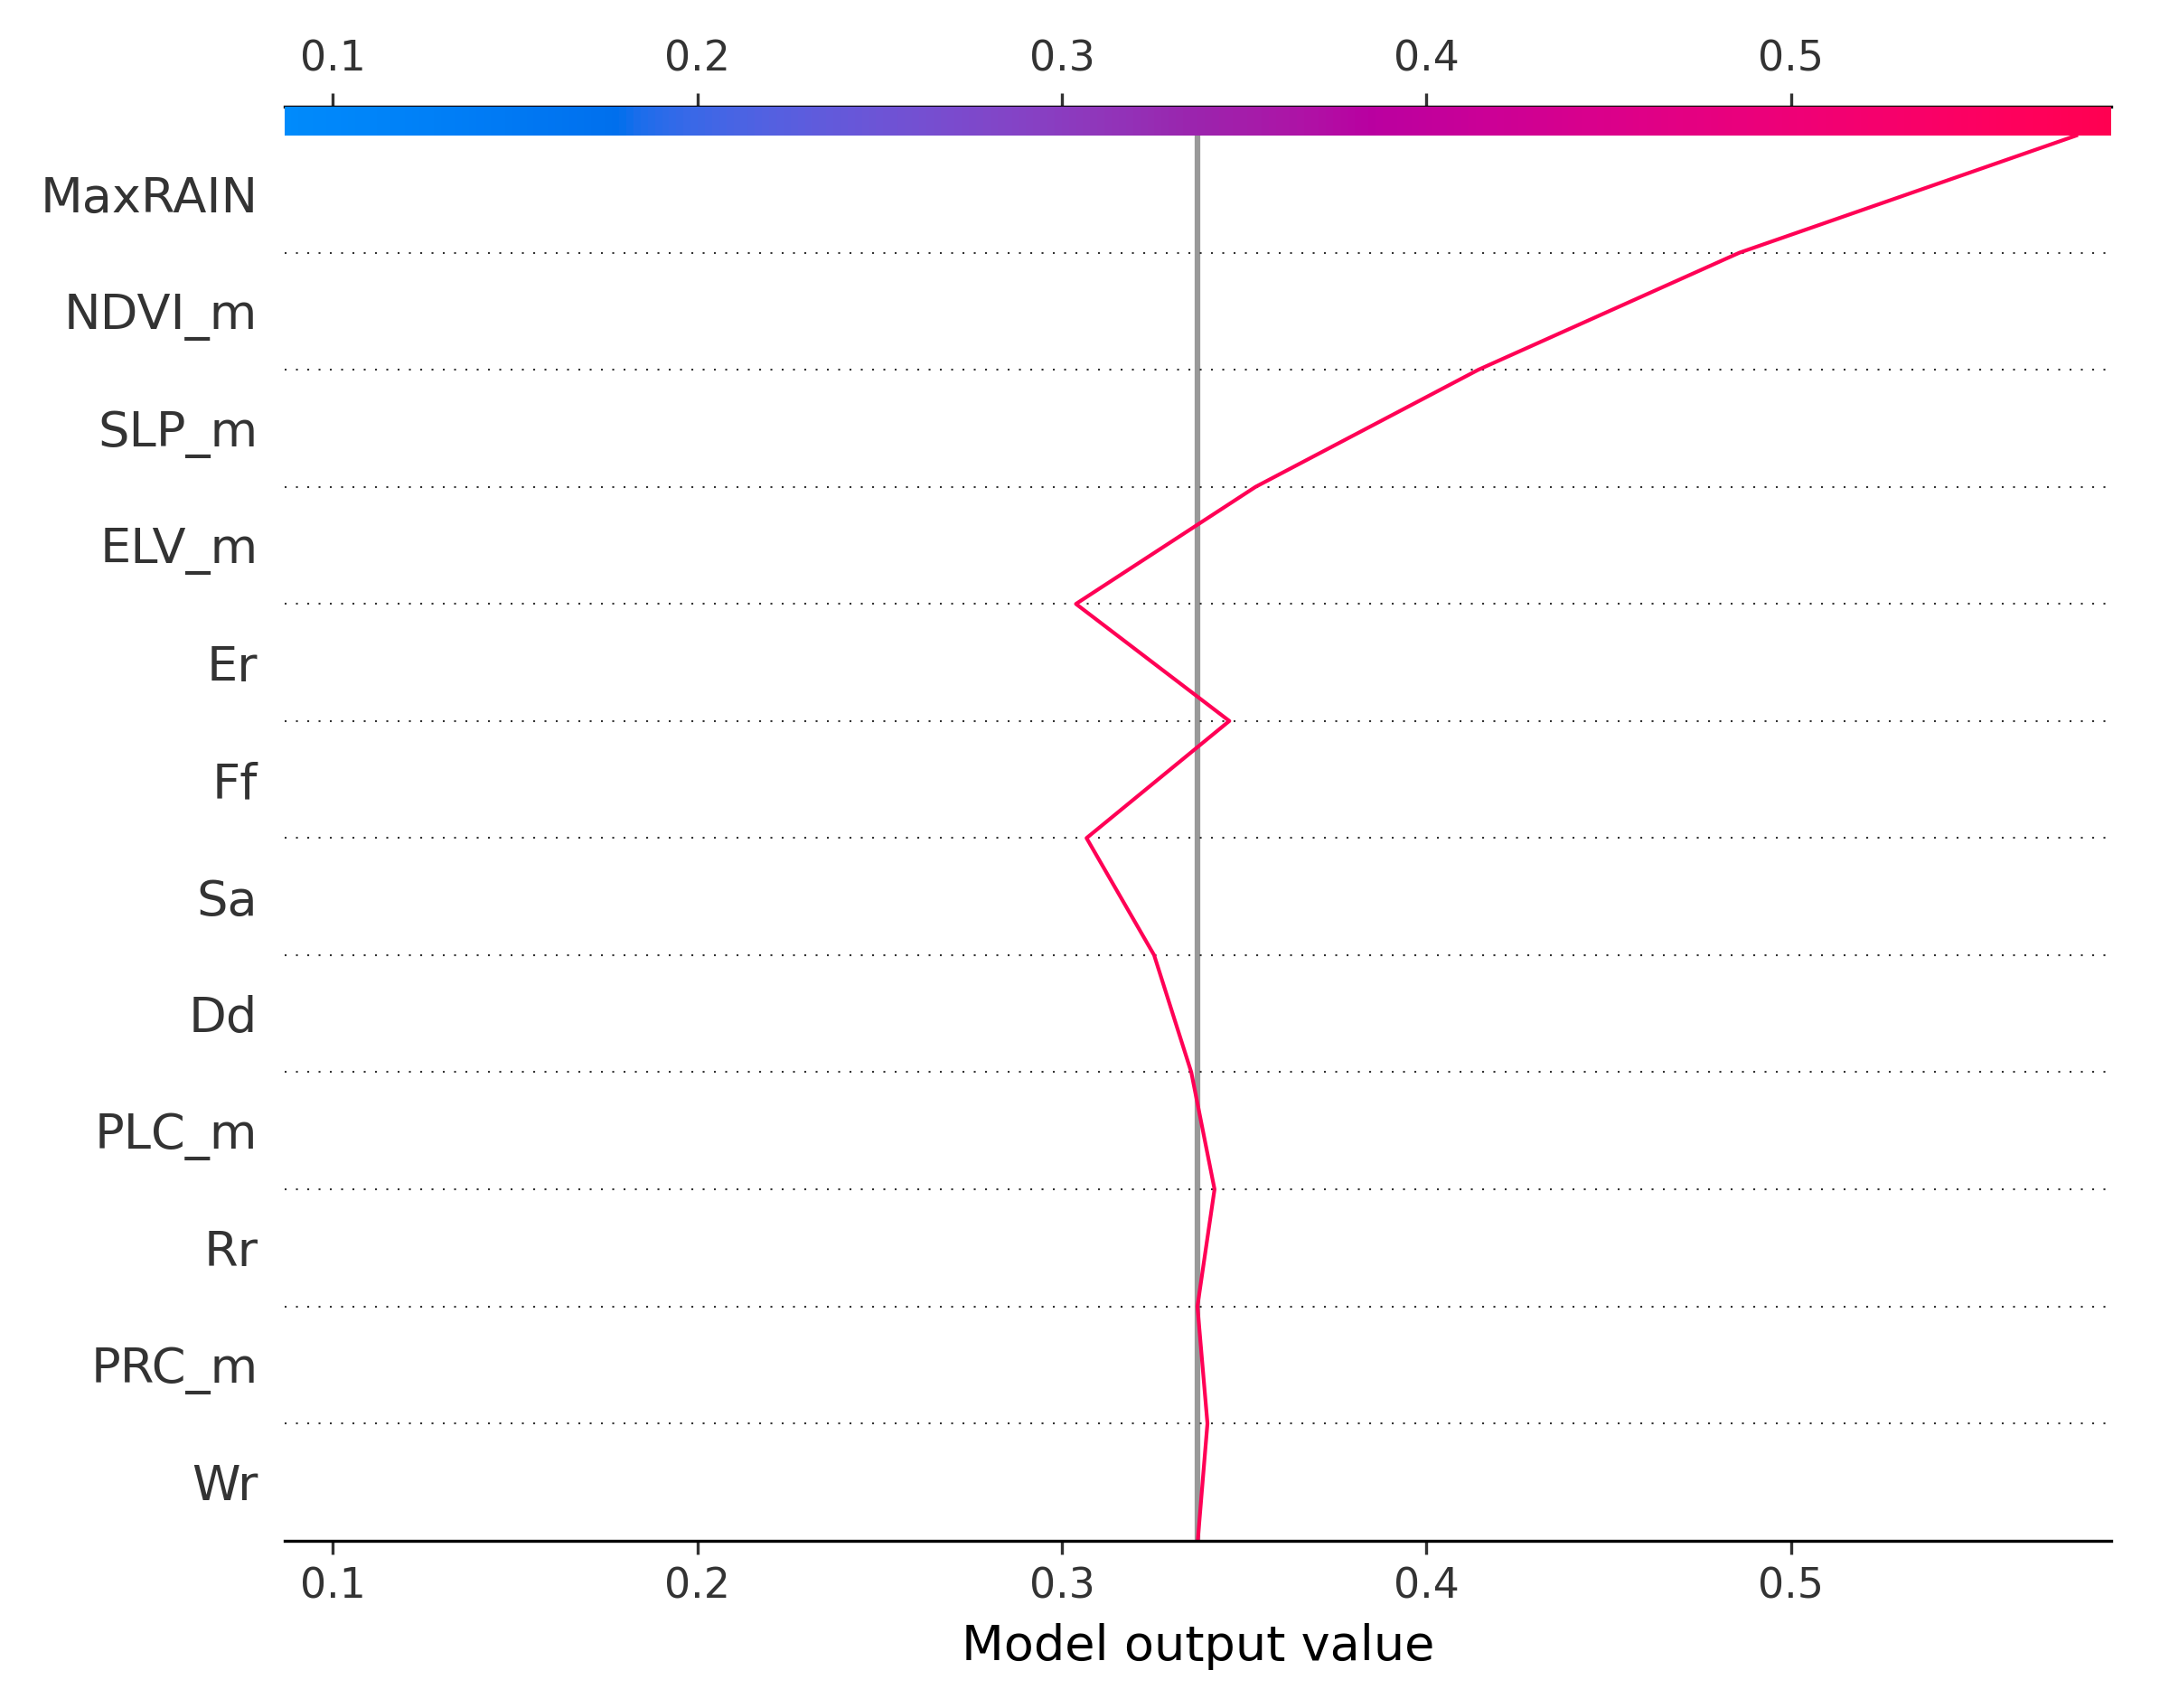 0.1 0.2 0.3 0.4 0.5
MaxRAIN
NDVI_m
SLP_m
ELV_m
Er
Ff
Sa
Dd
PLC_m
Rr
PRC_m
Wr
0.1 0.2 0.3 0.4 0.5
Model output value